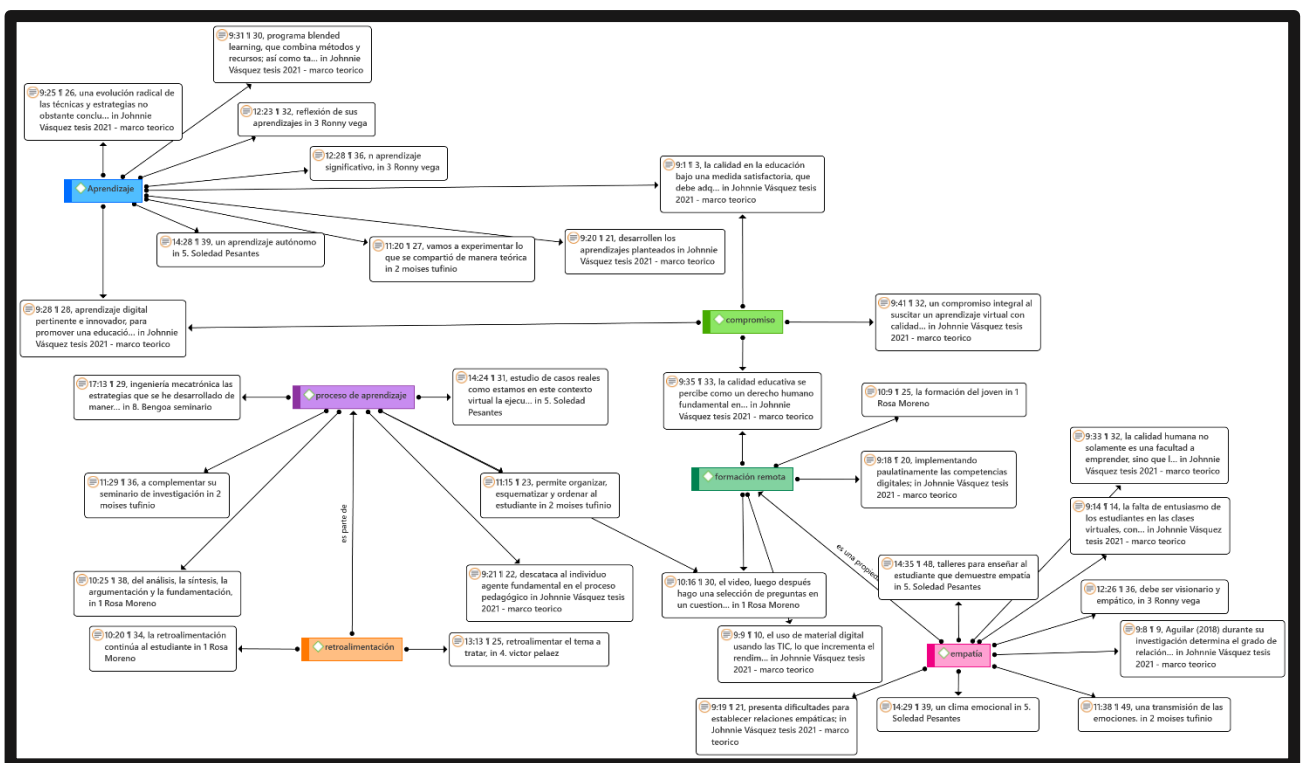 9:31 ¶ 30, programa blended
learning, que combina métodos y
recursos; así como ta... in Johnnie
Vásquez tesis 2021 - marco teorico
9:25 ¶ 26, una evolución radical de
las técnicas y estrategias no
obstante conclu... in Johnnie
Vásquez tesis 2021 - marco teorico
12:23 ¶ 32, reflexión de sus
aprendizajes in 3 Ronny vega
12:28 ¶ 36, n aprendizaje
significativo, in 3 Ronny vega
9:1 ¶ 3, la calidad en la educación
bajo una medida satisfactoria, que
debe adq... in Johnnie Vásquez tesis
2021 - marco teorico
Aprendizaje
14:28 ¶ 39, un aprendizaje autónomo
in 5. Soledad Pesantes
11:20 ¶ 27, vamos a experimentar lo
que se compartió de manera teórica
in 2 moises tufinio
9:20 ¶ 21, desarrollen los
aprendizajes planteados in Johnnie
Vásquez tesis 2021 - marco teorico
9:28 ¶ 28, aprendizaje digital
pertinente e innovador, para
promover una educació... in Johnnie
Vásquez tesis 2021 - marco teorico
compromiso
9:41 ¶ 32, un compromiso integral al
suscitar un aprendizaje virtual con
calidad... in Johnnie Vásquez tesis
2021 - marco teorico
17:13 ¶ 29, ingeniería mecatrónica las
estrategias que se he desarrollado de
maner... in 8. Bengoa seminario
proceso de aprendizaje
14:24 ¶ 31, estudio de casos reales
como estamos en este contexto
virtual la ejecu... in 5. Soledad
Pesantes
9:35 ¶ 33, la calidad educativa se
percibe como un derecho humano
fundamental en... in Johnnie
Vásquez tesis 2021 - marco teorico
10:9 ¶ 25, la formación del joven in 1
Rosa Moreno
9:33 ¶ 32, la calidad humana no
solamente es una facultad a
emprender, sino que l... in Johnnie
Vásquez tesis 2021 - marco teorico
11:29 ¶ 36, a complementar su
seminario de investigación in 2
moises tufinio
11:15 ¶ 23, permite organizar,
esquematizar y ordenar al
estudiante in 2 moises tufinio
formación remota
9:18 ¶ 20, implementando
paulatinamente las competencias
digitales; in Johnnie Vásquez tesis
2021 - marco teorico
9:14 ¶ 14, la falta de entusiasmo de
los estudiantes en las clases
virtuales, con... in Johnnie Vásquez
tesis 2021 - marco teorico
es parte de
es una propied
10:25 ¶ 38, del análisis, la síntesis, la
argumentación y la fundamentación,
in 1 Rosa Moreno
9:21 ¶ 22, descataca al individuo
agente fundamental en el proceso
pedagógico in Johnnie Vásquez tesis
2021 - marco teorico
10:16 ¶ 30, el video, luego después
hago una selección de preguntas en
un cuestion... in 1 Rosa Moreno
14:35 ¶ 48, talleres para enseñar al
estudiante que demuestre empatia
in 5. Soledad Pesantes
12:26 ¶ 36, debe ser visionario y
empático, in 3 Ronny vega
10:20 ¶ 34, la retroalimentación
continúa al estudiante in 1 Rosa
Moreno
retroalimentación
13:13 ¶ 25, retroalimentar el tema a
tratar, in 4. victor pelaez
9:9 ¶ 10, el uso de material digital
usando las TIC, lo que incrementa el
rendim... in Johnnie Vásquez tesis
2021 - marco teorico
empatía
9:8 ¶ 9, Aguilar (2018) durante su
investigación determina el grado de
relación... in Johnnie Vásquez tesis
2021 - marco teorico
9:19 ¶ 21, presenta dificultades para
establecer relaciones empáticas; in
Johnnie Vásquez tesis 2021 - marco
teorico
14:29 ¶ 39, un clima emocional in 5.
Soledad Pesantes
11:38 ¶ 49, una transmisión de las
emociones. in 2 moises tufinio